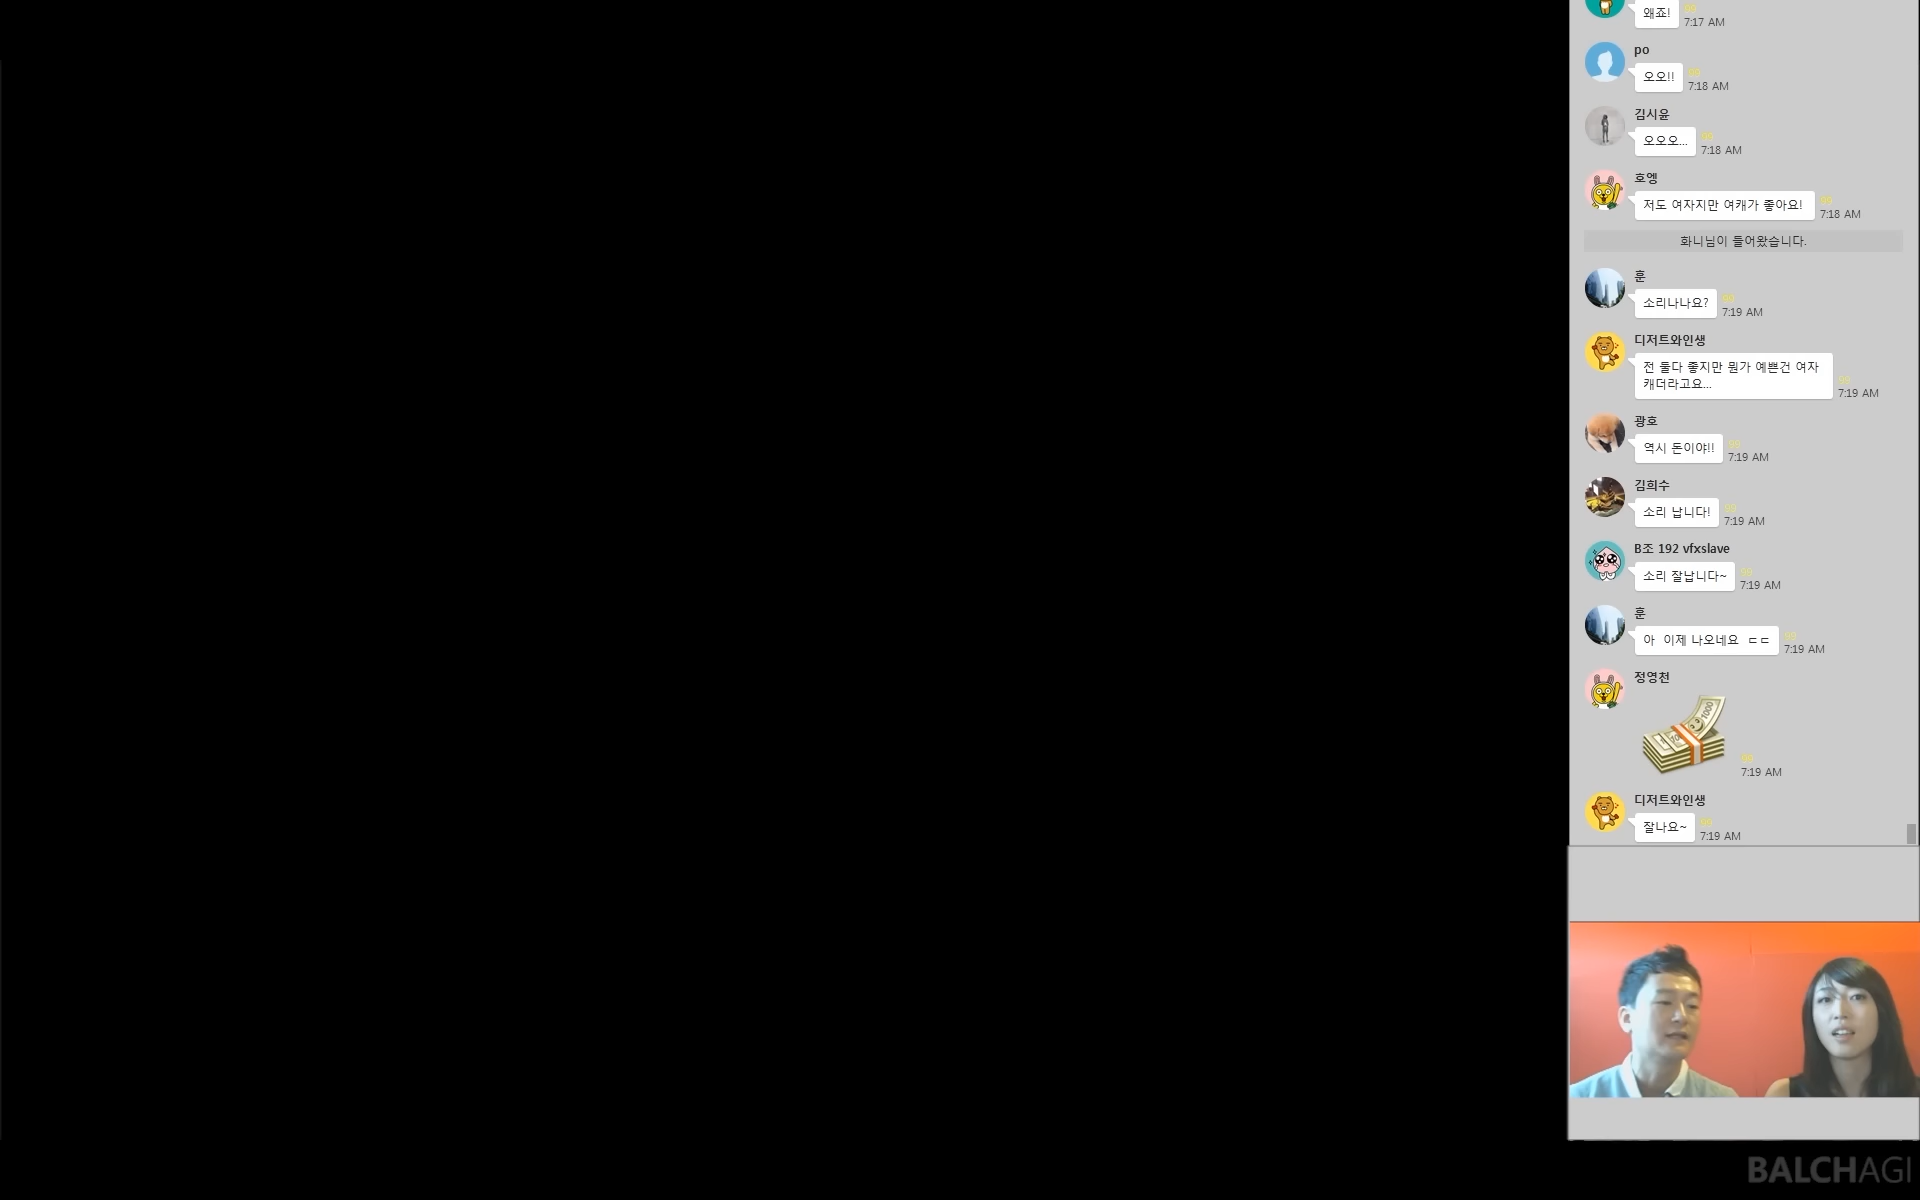 왜죠!
7:17 AM
po
오오!!
7:18 AM
김시윤
오오오...
7:18 AM
호엥
저도 여자지만 여캐가 좋아요!
7:18 AM
화니님이 들어왔습니다.
훈
소리나나요?
7:19 AM
디저트와인생
전 둘다 좋지만 뭔가 예쁜건 여자
캐더라고요...
7:19 AM
광호
역시 돈이야!!
7:19 AM
김희수
소리 납니다!
7:19 AM
B조 192 vfxslave
소리 잘납니다~
7:19 AM
훈
아 이제 나오네요 ㄷㄷ
7:19 AM
정영천
1000
7:19 AM
디저트와인생
잘나요~
7:19 AM
BALCHAGI